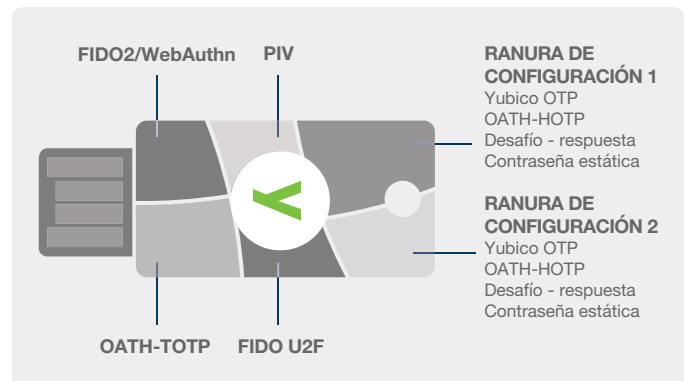 FIDO2/WebAuthn
PIV
RANURA DE
CONFIGURACIÓN 1
Yubico OTP
OATH-HOTP
Desafío - respuesta
Contraseña estática
RANURA DE
CONFIGURACIÓN 2
Yubico OTP
OATH-HOTP
Desafío - respuesta
Contraseña estática
OATH-TOTP
FIDO U2F